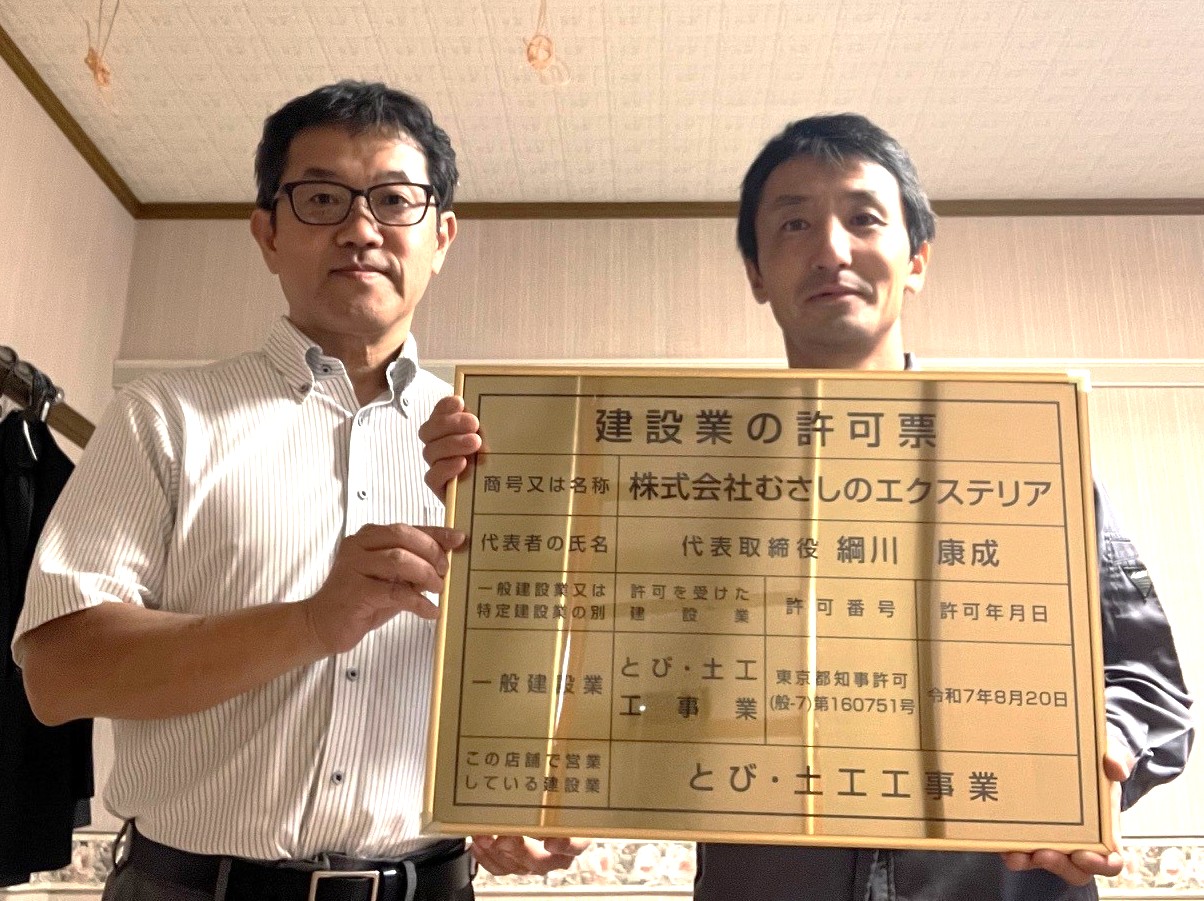 建設業の許可票
商号又は名称
株式会社むさしのエクステリア
代表者の氏名
代表取締役 綱川 康成
一般建設業又は
特定建設業の別
許可を受けた
建設業
許可番号
許可年月日
一般建設業
とび・土工
工事業
東京都知事許可
(般-7)第160751号
令和7年8月20日
この店舗で営業
している建設業
とび・土工工事業